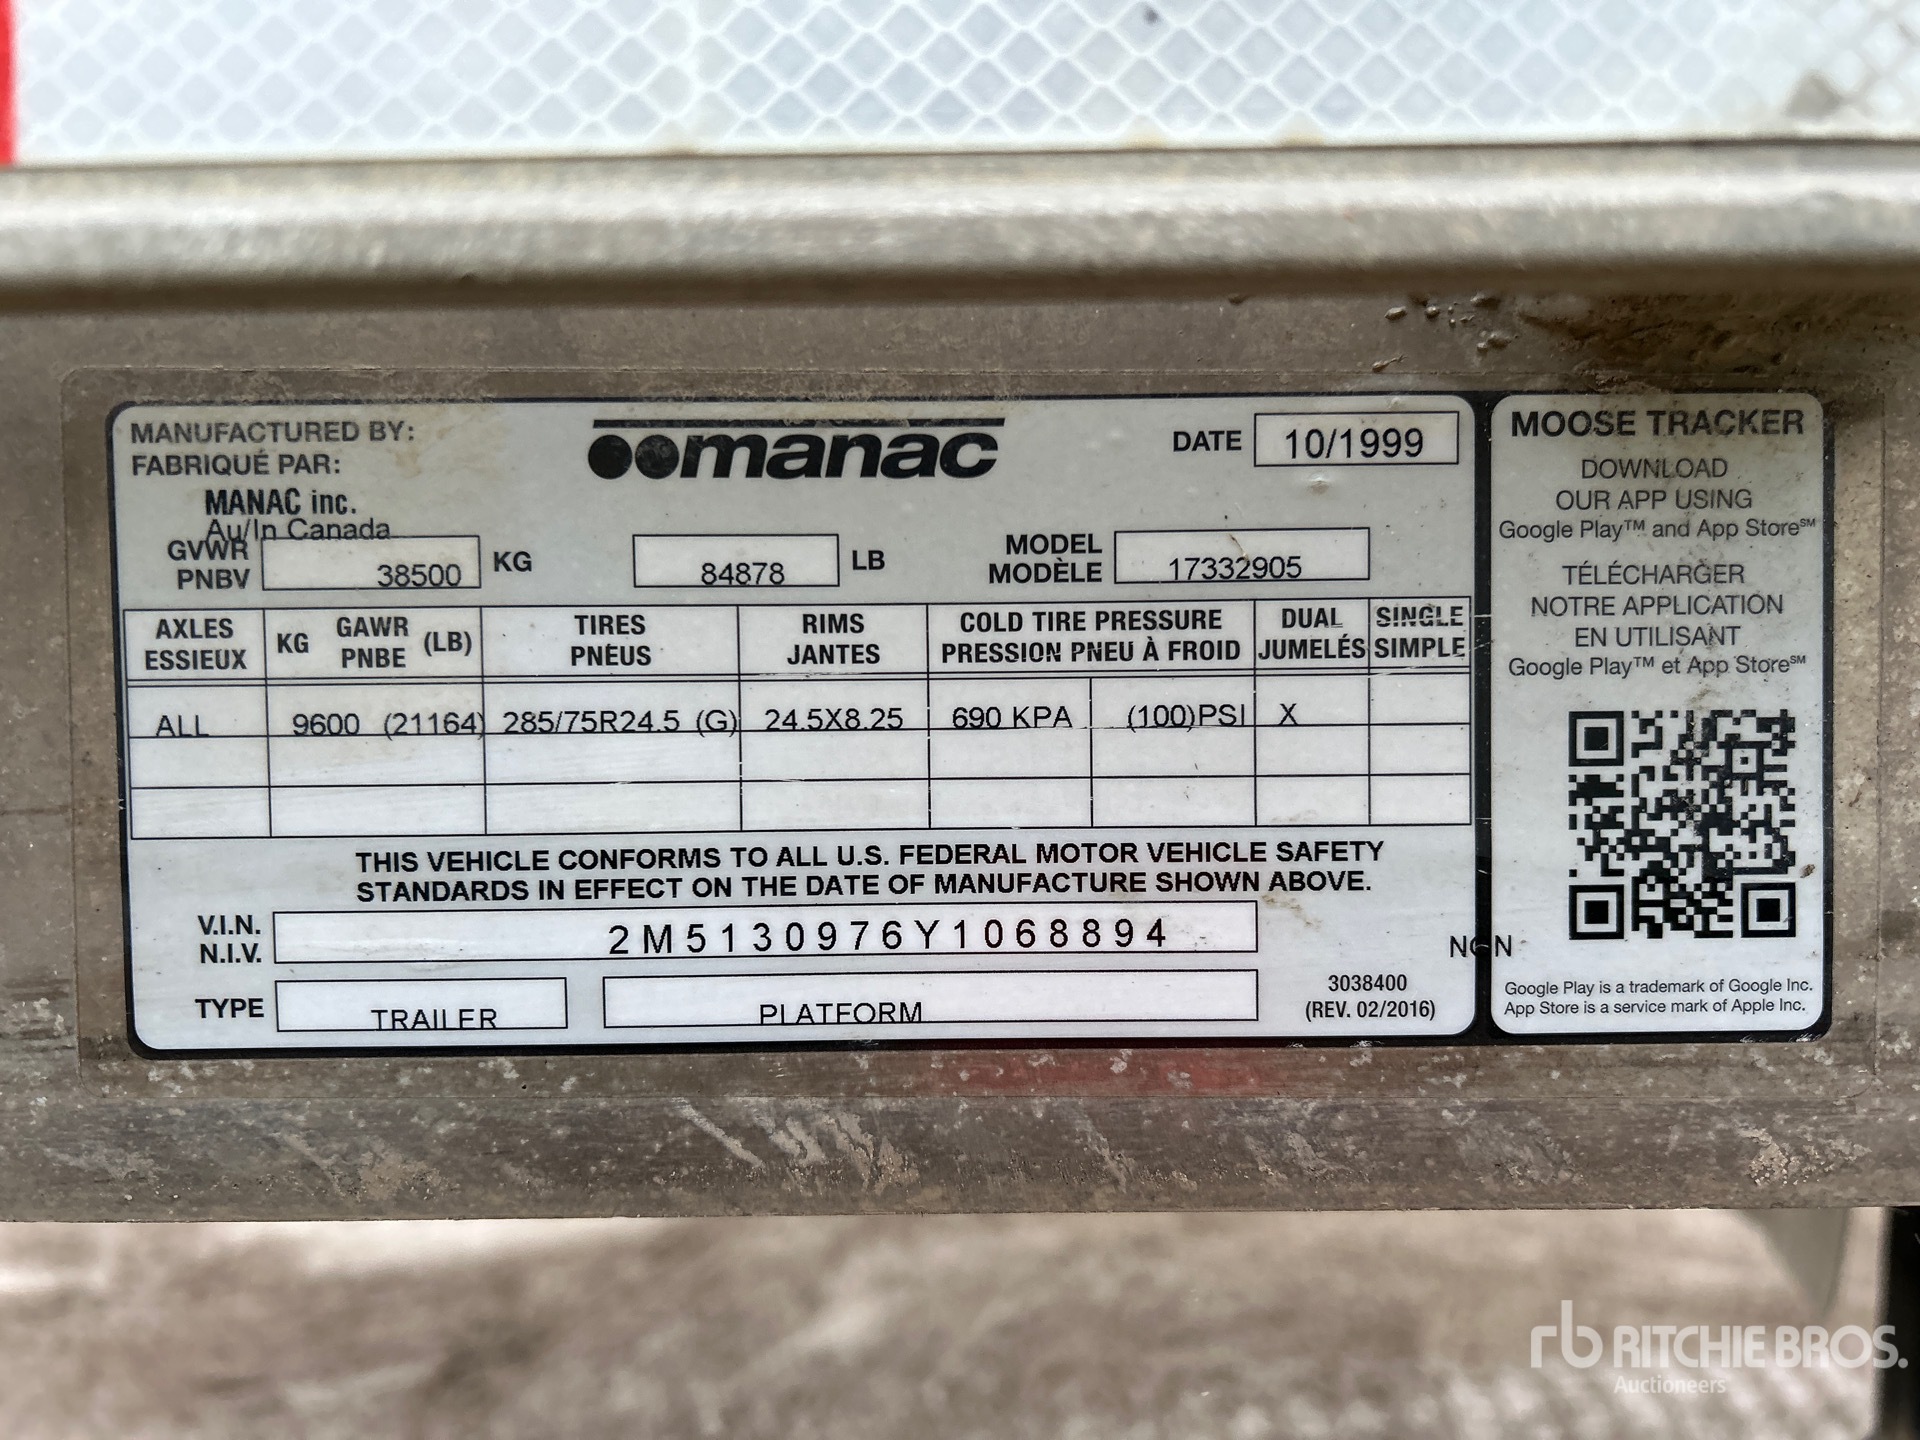 MANUFACTURED BY:
FABRIQUÉ PAR:
MANAC inc.
Au/In Canada
manac
DATE 10/1999
GVWR
PNBV 38500 KG 84878 LB
MODEL
MODÈLE 17332905
AXLES
ESSIEUX
KG GAWR
PNBE (LB)
TIRES
PNEUS
RIMS
JANTES
COLD TIRE PRESSURE
PRESSION PNEU À FROID
DUAL
JUMELÉS
SINGLE
SIMPLE
ALL 9600 (21164) 285/75R24.5 (G) 24.5X8.25 690 KPA (100)PSI X
THIS VEHICLE CONFORMS TO ALL U.S. FEDERAL MOTOR VEHICLE SAFETY
STANDARDS IN EFFECT ON THE DATE OF MANUFACTURE SHOWN ABOVE.
V.I.N.
N.I.V. 2M5130976Y1068894
NON
TYPE TRAILER PLATFORM
3038400
(REV. 02/2016)
MOOSE TRACKER
DOWNLOAD
OUR APP USING
Google Play™ and App Store℠
TÉLÉCHARGER
NOTRE APPLICATION
EN UTILISANT
Google Play™ et App Store℠
Google Play is a trademark of Google Inc.
App Store is a service mark of Apple Inc.
rb RITCHIE BROS.
Auctioneers